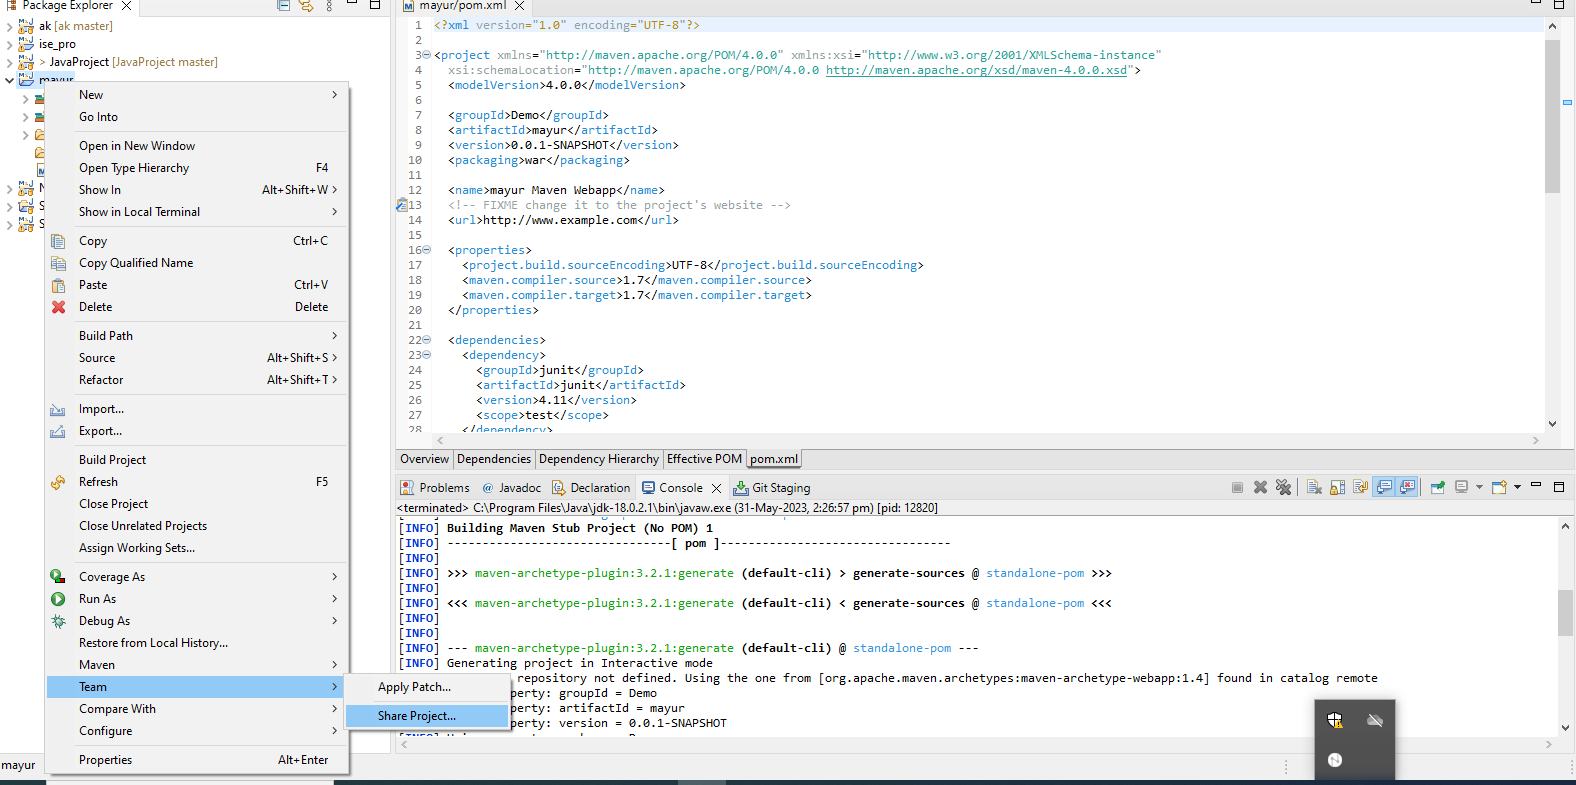 Package Explorer
ak [ak master]
ise_pro
> JavaProject [JavaProject master]
mayur
New
Go Into
Open in New Window
Open Type Hierarchy F4
Show In Alt+Shift+W >
Show in Local Terminal
Copy Ctrl+C
Copy Qualified Name
Paste Ctrl+V
Delete Delete
Build Path
Source Alt+Shift+S >
Refactor Alt+Shift+T >
Import...
Export...
Build Project
Refresh F5
Close Project
Close Unrelated Projects
Assign Working Sets...
Coverage As
Run As
Debug As
Restore from Local History...
Maven
Team
Compare With
Configure
Properties Alt+Enter
Apply Patch...
Share Project...
mayur
mayur/pom.xml
1 <?xml version="1.0" encoding="UTF-8"?>
2
3 <project xmlns="http://maven.apache.org/POM/4.0.0" xmlns:xsi="http://www.w3.org/2001/XMLSchema-instance"
4 xsi:schemaLocation="http://maven.apache.org/POM/4.0.0 http://maven.apache.org/xsd/maven-4.0.0.xsd">
5 <modelVersion>4.0.0</modelVersion>
6
7 <groupId>Demo</groupId>
8 <artifactId>mayur</artifactId>
9 <version>0.0.1-SNAPSHOT</version>
10 <packaging>war</packaging>
11
12 <name>mayur Maven Webapp</name>
13 <!-- FIXME change it to the project's website -->
14 <url>http://www.example.com</url>
15
16 <properties>
17 <project.build.sourceEncoding>UTF-8</project.build.sourceEncoding>
18 <maven.compiler.source>1.7</maven.compiler.source>
19 <maven.compiler.target>1.7</maven.compiler.target>
20 </properties>
21
22 <dependencies>
23 <dependency>
24 <groupId>junit</groupId>
25 <artifactId>junit</artifactId>
26 <version>4.11</version>
27 <scope>test</scope>
28 </dependency>
Overview Dependencies Dependency Hierarchy Effective POM pom.xml
Problems @ Javadoc Declaration Console Git Staging
<terminated> C:\Program Files\Java\jdk-18.0.2.1\bin\javaw.exe (31-May-2023, 2:26:57 pm) [pid: 12820]
[INFO] Building Maven Stub Project (No POM) 1
[INFO] --------------------------------[ pom ]---------------------------------
[INFO]
[INFO] >>> maven-archetype-plugin:3.2.1:generate (default-cli) > generate-sources @ standalone-pom >>>
[INFO]
[INFO] <<< maven-archetype-plugin:3.2.1:generate (default-cli) < generate-sources @ standalone-pom <<<
[INFO]
[INFO]
[INFO] --- maven-archetype-plugin:3.2.1:generate (default-cli) @ standalone-pom ---
[INFO] Generating project in Interactive mode
repository not defined. Using the one from [org.apache.maven.archetypes:maven-archetype-webapp:1.4] found in catalog remote
perty: groupId = Demo
perty: artifactId = mayur
perty: version = 0.0.1-SNAPSHOT